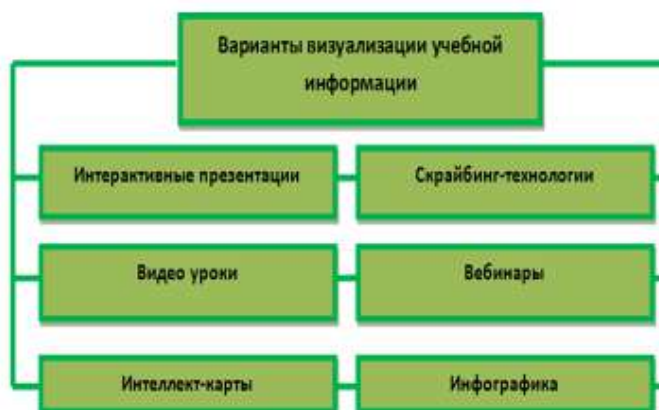 Варианты визуализации учебной
информации
Интерактивные презентации
Скрайбинг-технологии
Видео уроки
Вебинары
Интеллект-карты
Инфографика